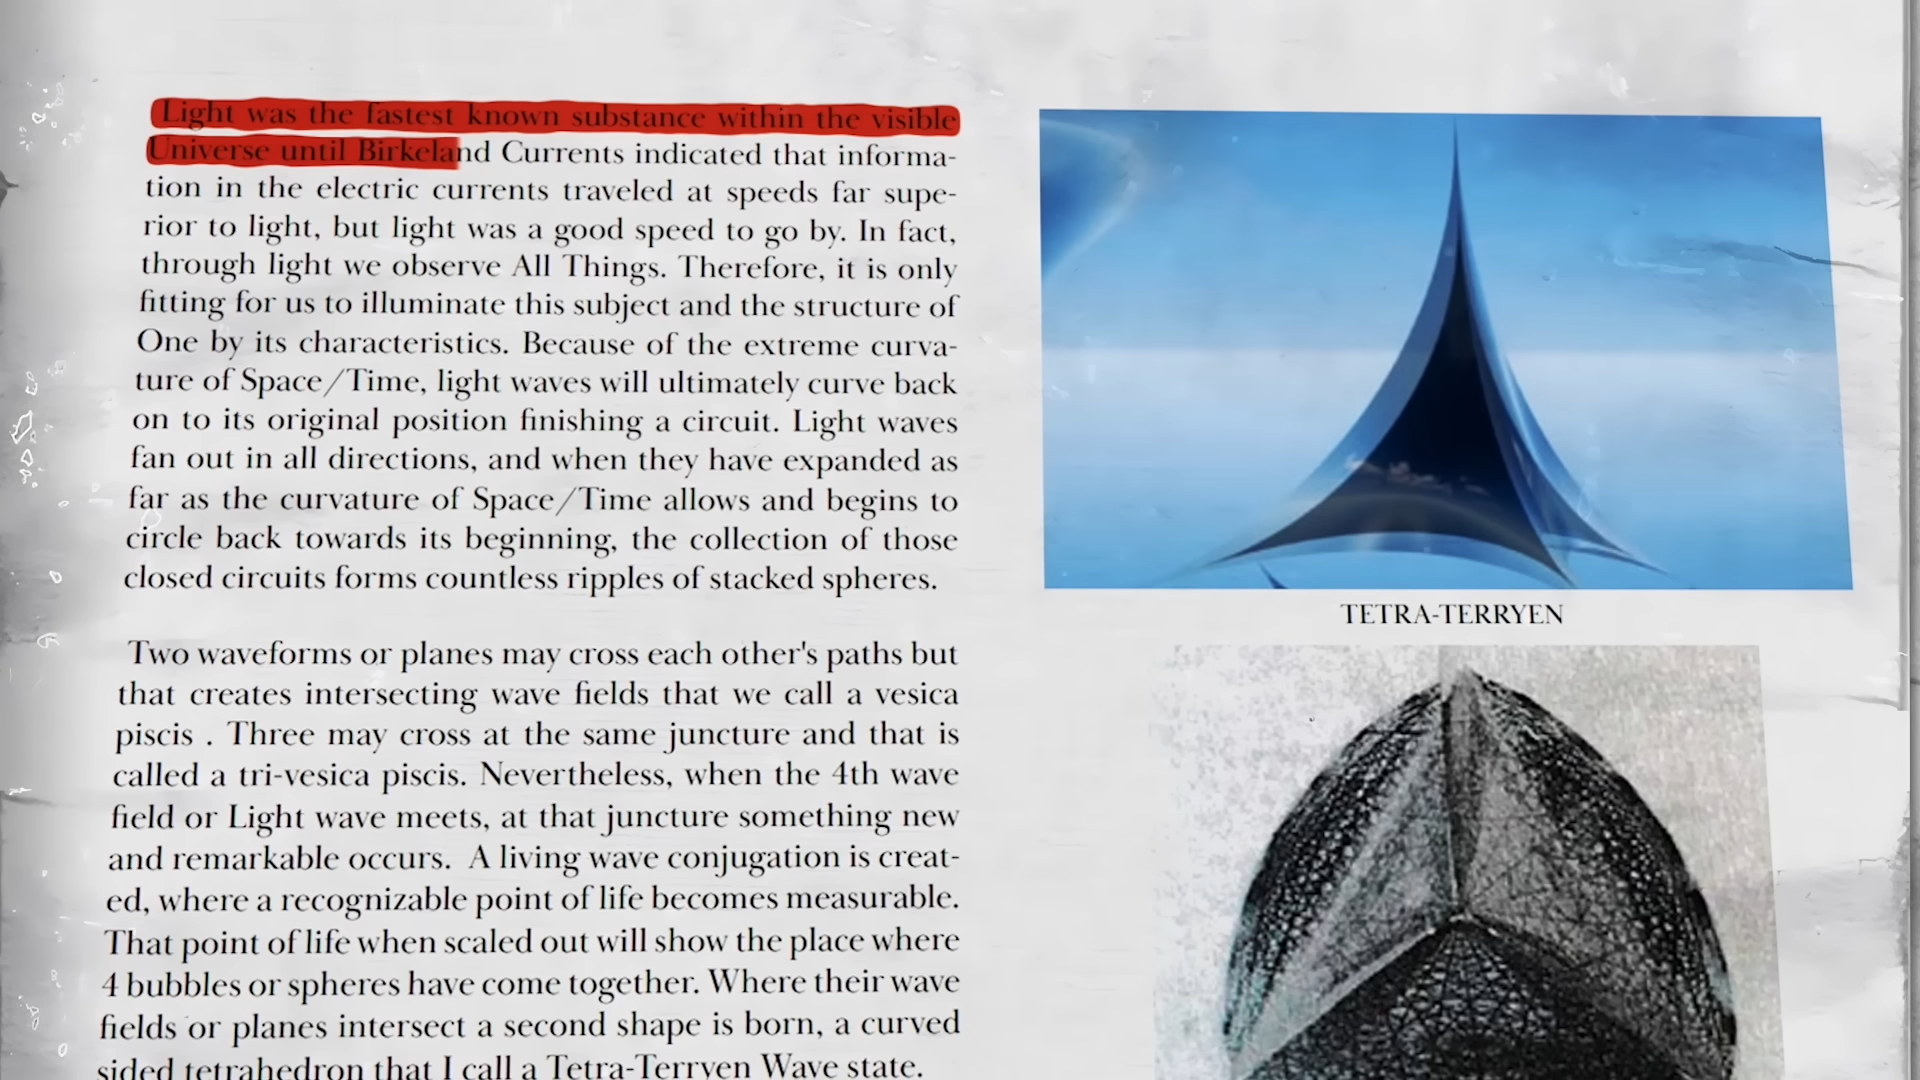 Light was the fastest known substance within the visible
Universe until Birkeland Currents indicated that informa-
tion in the electric currents traveled at speeds far supe-
rior to light, but light was a good speed to go by. In fact,
through light we observe All Things. Therefore, it is only
fitting for us to illuminate this subject and the structure of
One by its characteristics. Because of the extreme curva-
ture of Space/Time, light waves will ultimately curve back
on to its original position finishing a circuit. Light waves
fan out in all directions, and when they have expanded as
far as the curvature of Space/Time allows and begins to
circle back towards its beginning, the collection of those
closed circuits forms countless ripples of stacked spheres.
Two waveforms or planes may cross each other's paths but
that creates intersecting wave fields that we call a vesica
piscis . Three may cross at the same juncture and that is
called a tri-vesica piscis. Nevertheless, when the 4th wave
field or Light wave meets, at that juncture something new
and remarkable occurs. A living wave conjugation is creat-
ed, where a recognizable point of life becomes measurable.
That point of life when scaled out will show the place where
4 bubbles or spheres have come together. Where their wave
fields or planes intersect a second shape is born, a curved
sided tetrahedron that I call a Tetra-Terryen Wave state.
TETRA-TERRYEN